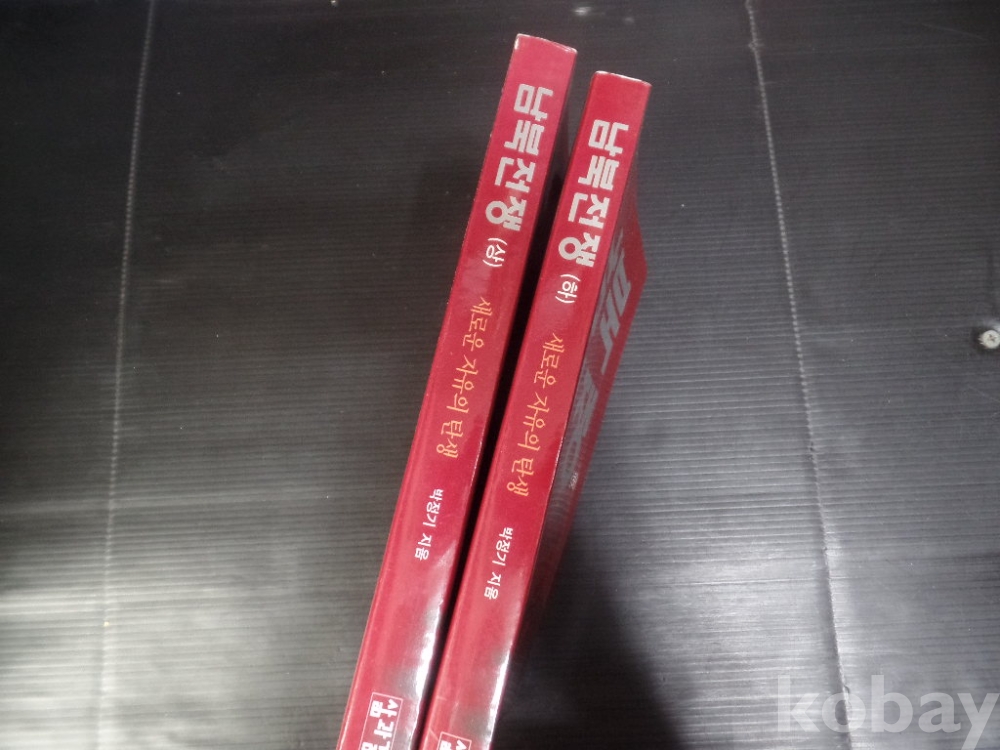 남북전쟁 (상) 새로운 자유의 탄생 박정기 지음
남북전쟁 (하) 새로운 자유의 탄생 박정기 지음
kobay